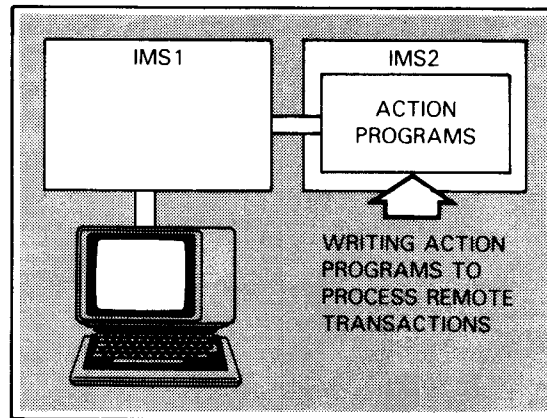 IMS1
IMS2
ACTION
PROGRAMS
WRITING ACTION
PROGRAMS TO
PROCESS REMOTE
TRANSACTIONS